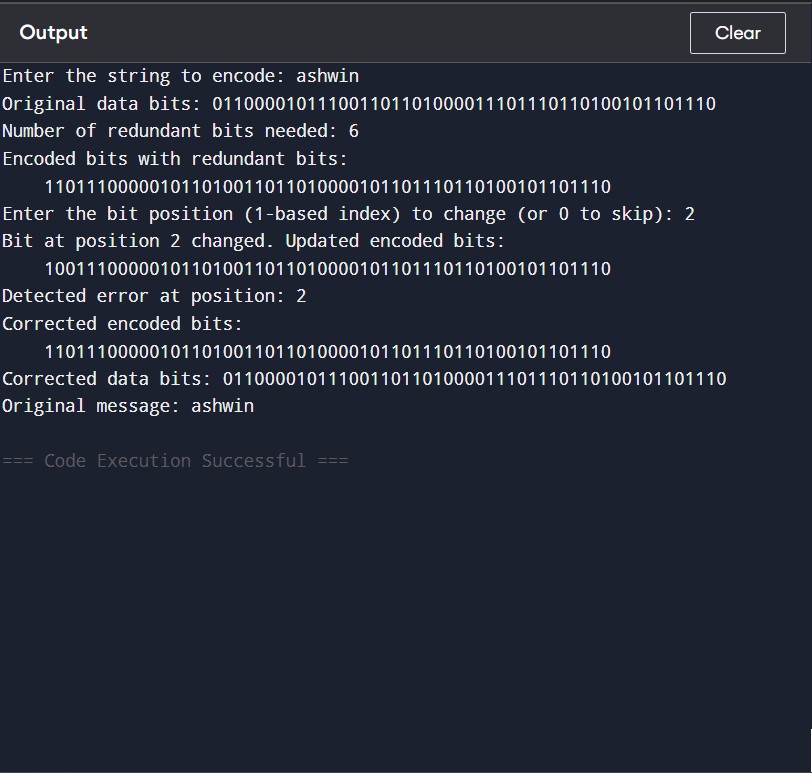 Output
Clear
Enter the string to encode: ashwin
Original data bits: 011000010111001101101000011101110110100101101110
Number of redundant bits needed: 6
Encoded bits with redundant bits:
110111000001011010011011010000101101110110100101101110
Enter the bit position (1-based index) to change (or 0 to skip): 2
Bit at position 2 changed. Updated encoded bits:
100111000001011010011011010000101101110110100101101110
Detected error at position: 2
Corrected encoded bits:
110111000001011010011011010000101101110110100101101110
Corrected data bits: 011000010111001101101000011101110110100101101110
Original message: ashwin
=== Code Execution Successful ===